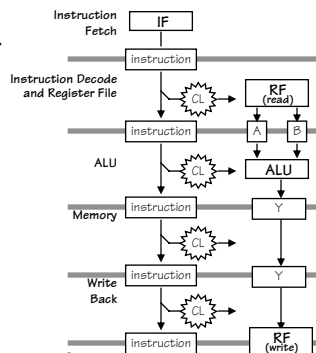 Instruction
Fetch
IF
instruction
Instruction Decode
and Register File
CL
RF
(read)
instruction
A
B
ALU
CL
ALU
instruction
Y
Memory
CL
instruction
Y
Write
Back
CL
instruction
RF
(write)